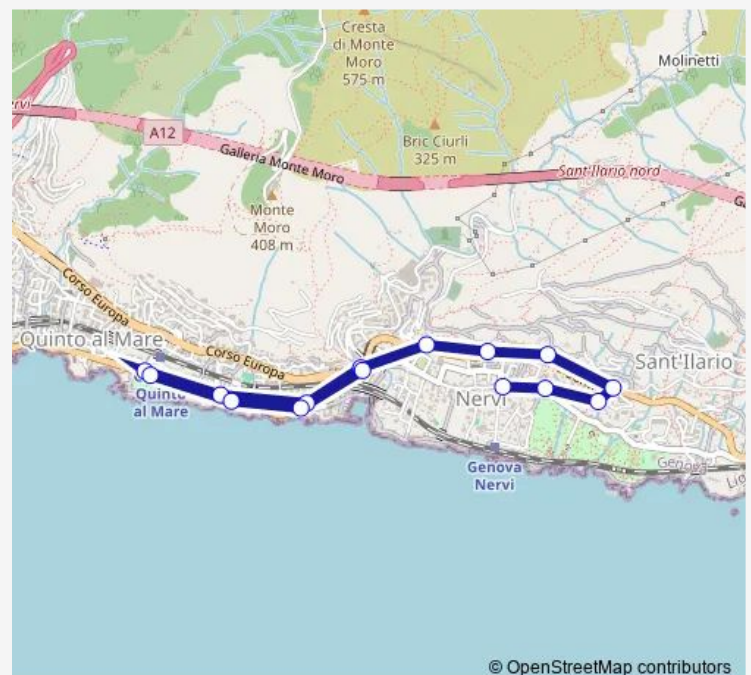 Cresta
di Monte
Moro
575 m
Molinetti
A12
Bric Ciurli
325 m
Galleria Monte Moro
Sant'Ilario nord
Monte
Moro
408 m
Corso Europa
Quinto al Mare
Corso Europa
Sant'Ilario
Quinto
al Mare
Nervi
Genova
Genova
Nervi
© OpenStreetMap contributors